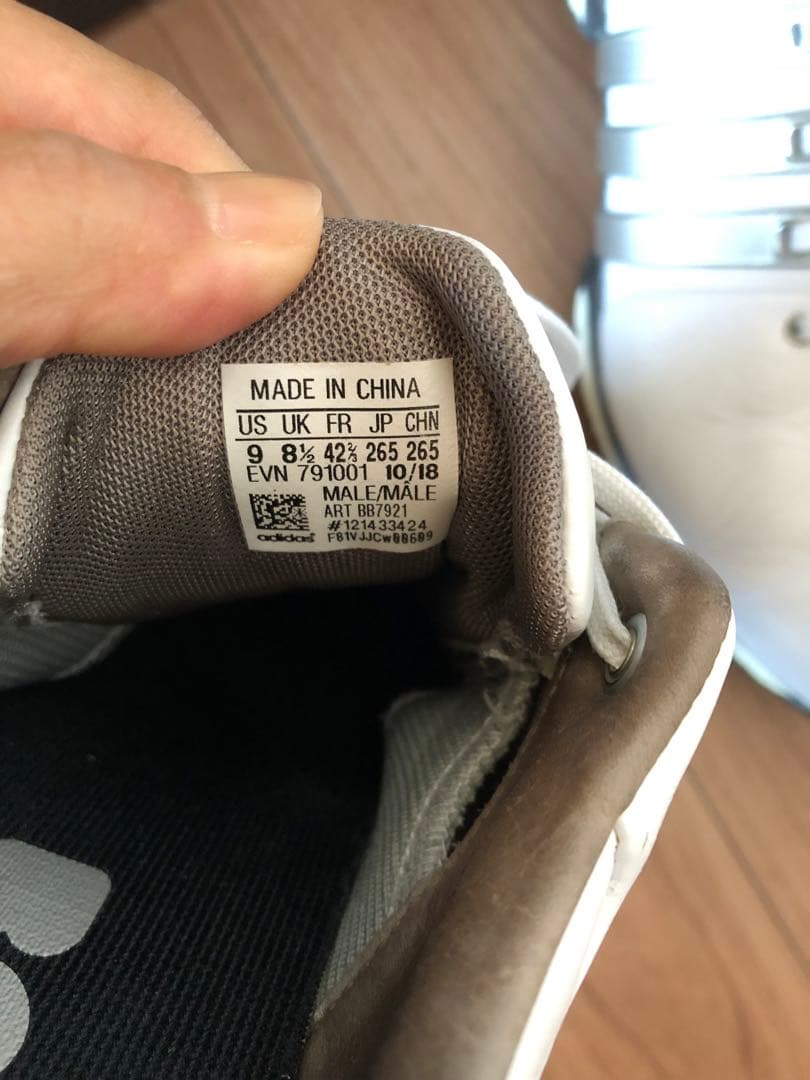 MADE IN CHINA
US UK FR JP CHN
9 8½ 42⅔ 265 265
EVN 791001 10/18
MALE/MÂLE
ART BB7921
#121433424
adidas F81VJJCW00609